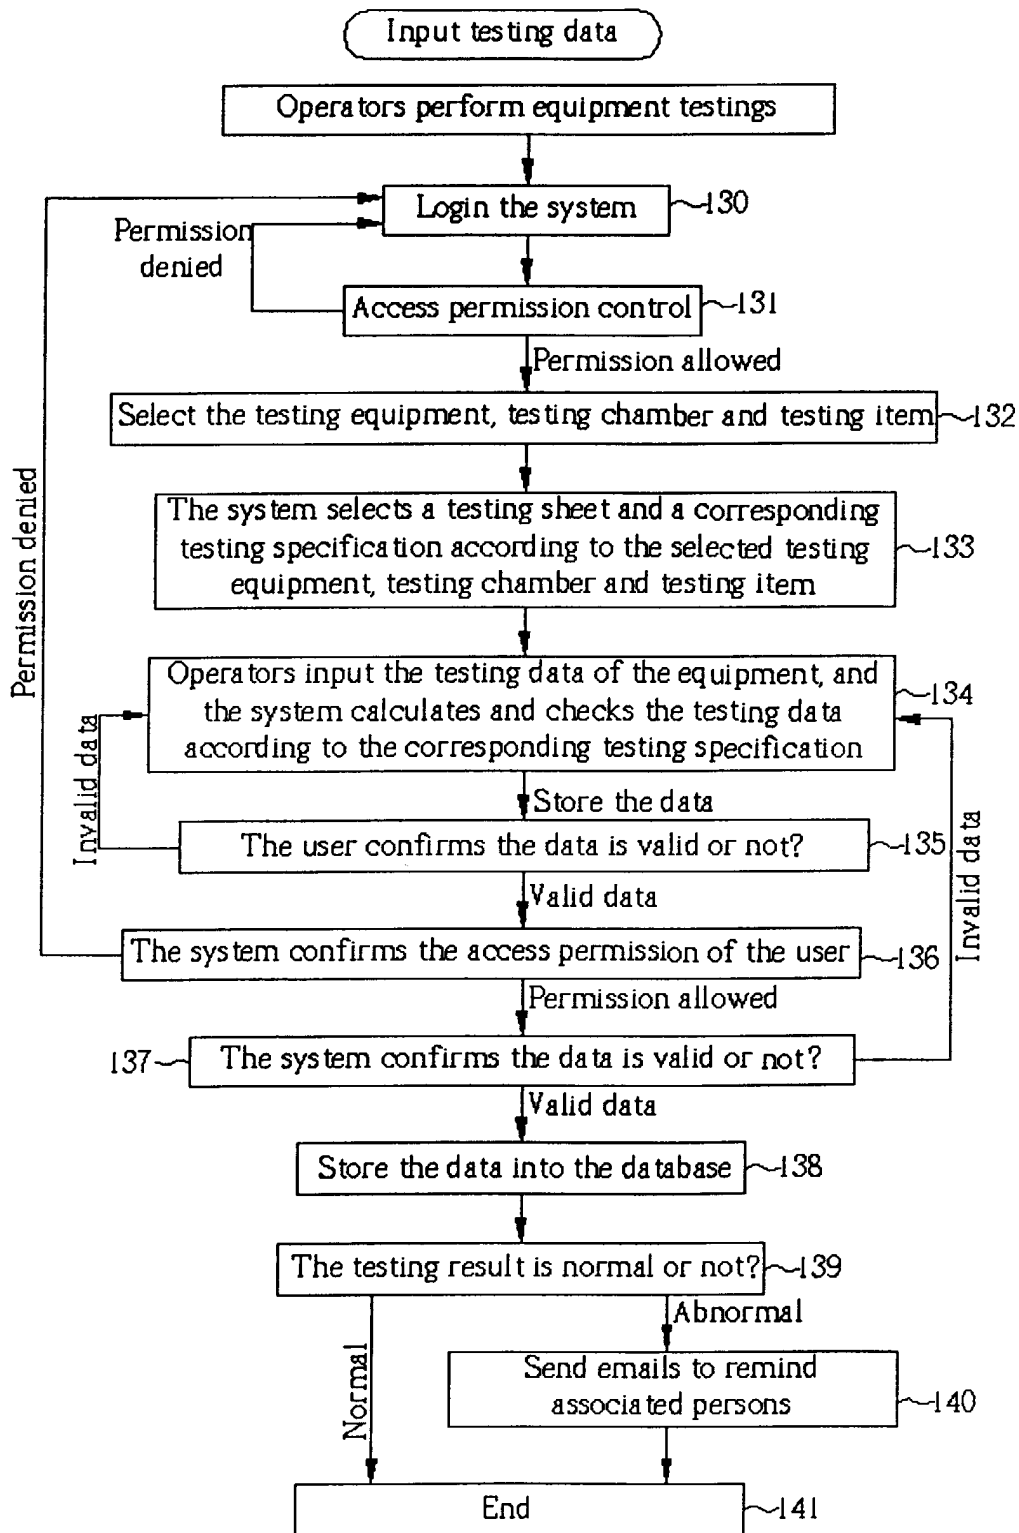 Input testing data
Operators perform equipment testings
Login the system
130
Permission
denied
Access permission control
131
Permission allowed
Select the testing equipment, testing chamber and testing item
132
The system selects a testing sheet and a corresponding
testing specification according to the selected testing
equipment, testing chamber and testing item
133
Permission denied
Operators input the testing data of the equipment, and
the system calculates and checks the testing data
according to the corresponding testing specification
134
Invalid data
Store the data
The user confirms the data is valid or not?
135
Invalid data
Valid data
The system confirms the access permission of the user
136
Permission allowed
137
The system confirms the data is valid or not?
Valid data
Store the data into the database
138
The testing result is normal or not?
139
Abnormal
Normal
Send emails to remind
associated persons
140
End
141